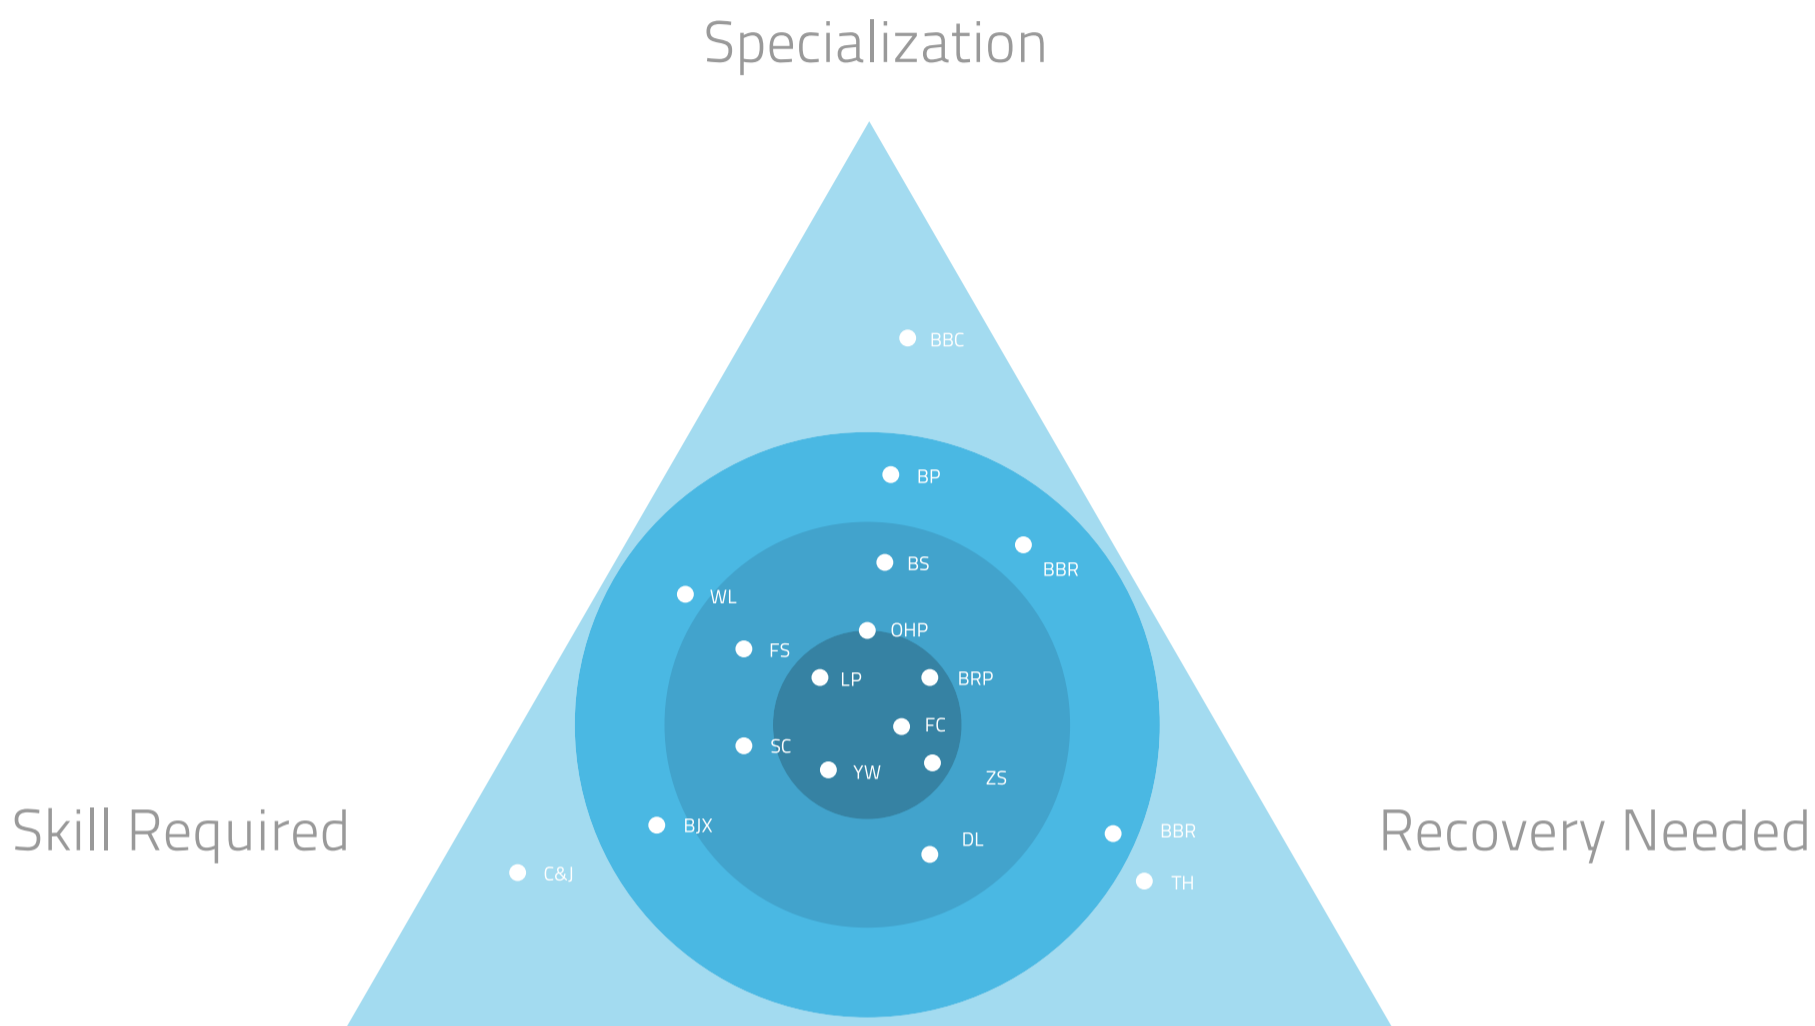 Specialization
BBC
BP
BBR
BS
WL
OHP
FS
LP
BRP
FC
SC
YW
ZS
Skill Required
BJX
BBR
Recovery Needed
DL
C&J
TH